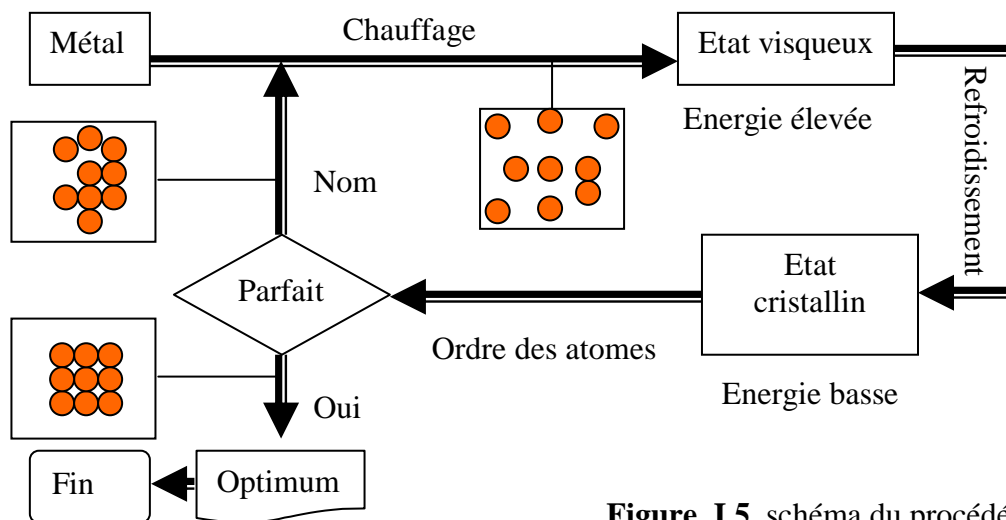 Métal
Chauffage
Etat visqueux
Energie élevée
Refroidissement
Nom
Parfait
Etat
cristallin
Ordre des atomes
Energie basse
Oui
Fin
Optimum
Figure I.5. schéma du procédé